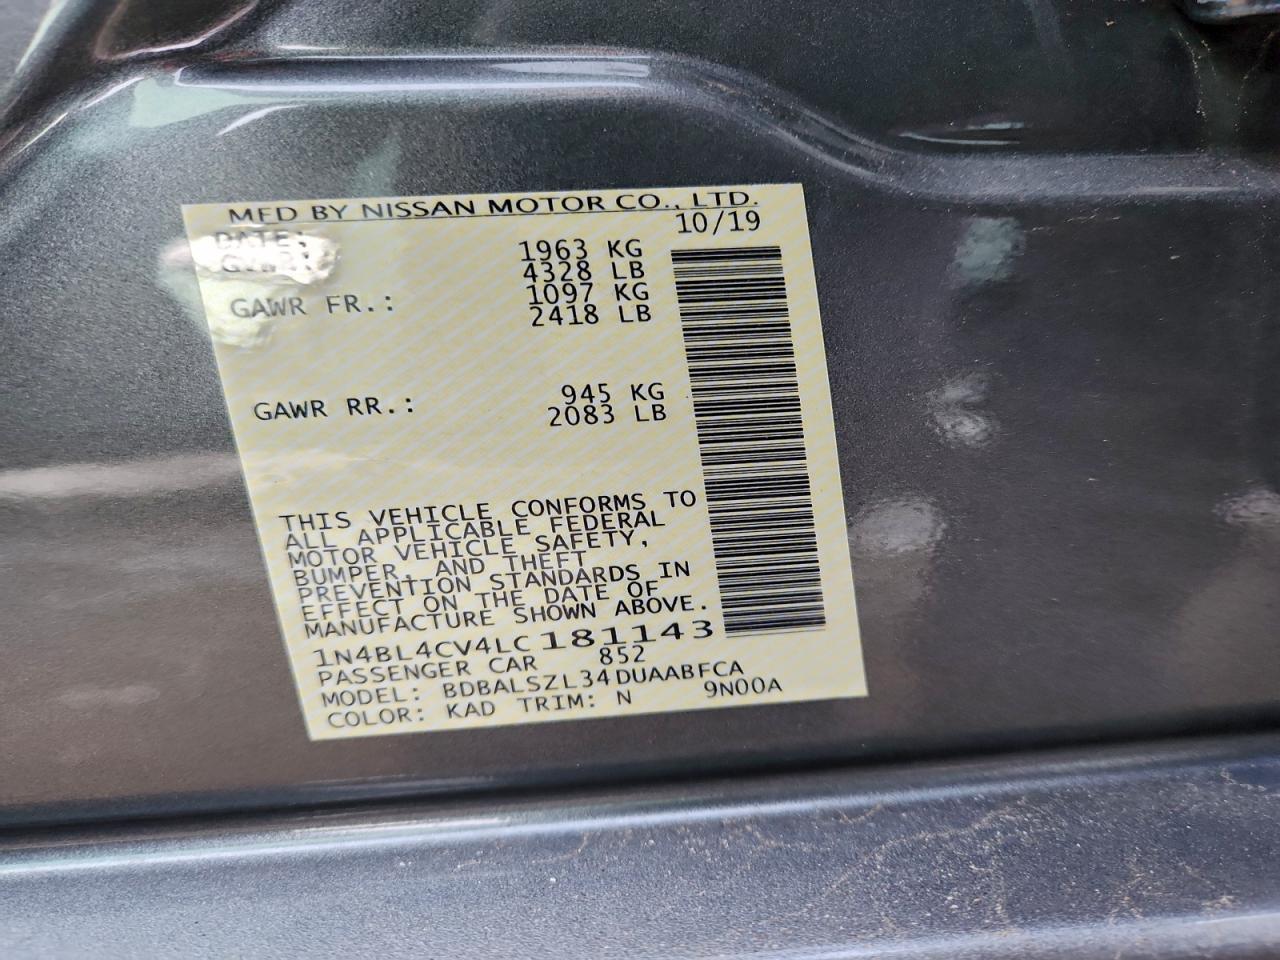 MFD BY NISSAN MOTOR CO., LTD.
DATE: 10/19
GVWR: 1963 KG
4328 LB
GAWR FR.: 1097 KG
2418 LB
GAWR RR.: 945 KG
2083 LB
THIS VEHICLE CONFORMS TO
ALL APPLICABLE FEDERAL
MOTOR VEHICLE SAFETY,
BUMPER, AND THEFT
PREVENTION STANDARDS IN
EFFECT ON THE DATE OF
MANUFACTURE SHOWN ABOVE.
1N4BL4CV4LC181143
PASSENGER CAR 852
MODEL: BDBALSZL34DUAABFCA
COLOR: KAD TRIM: N 9N00A